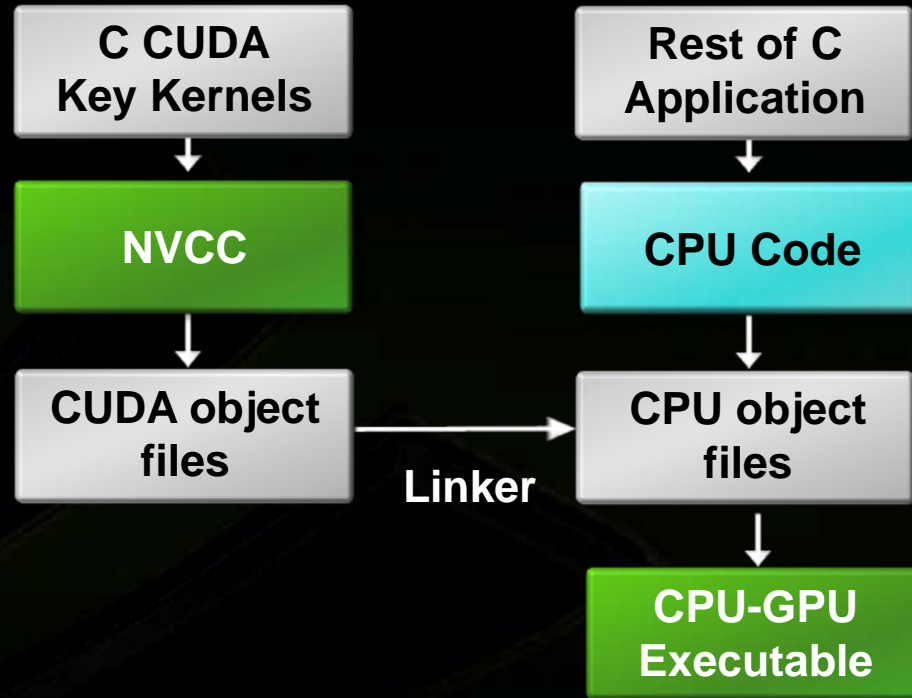 C CUDA
Key Kernels
Rest of C
Application
NVCC
CPU Code
CUDA object
files
Linker
CPU object
files
CPU-GPU
Executable